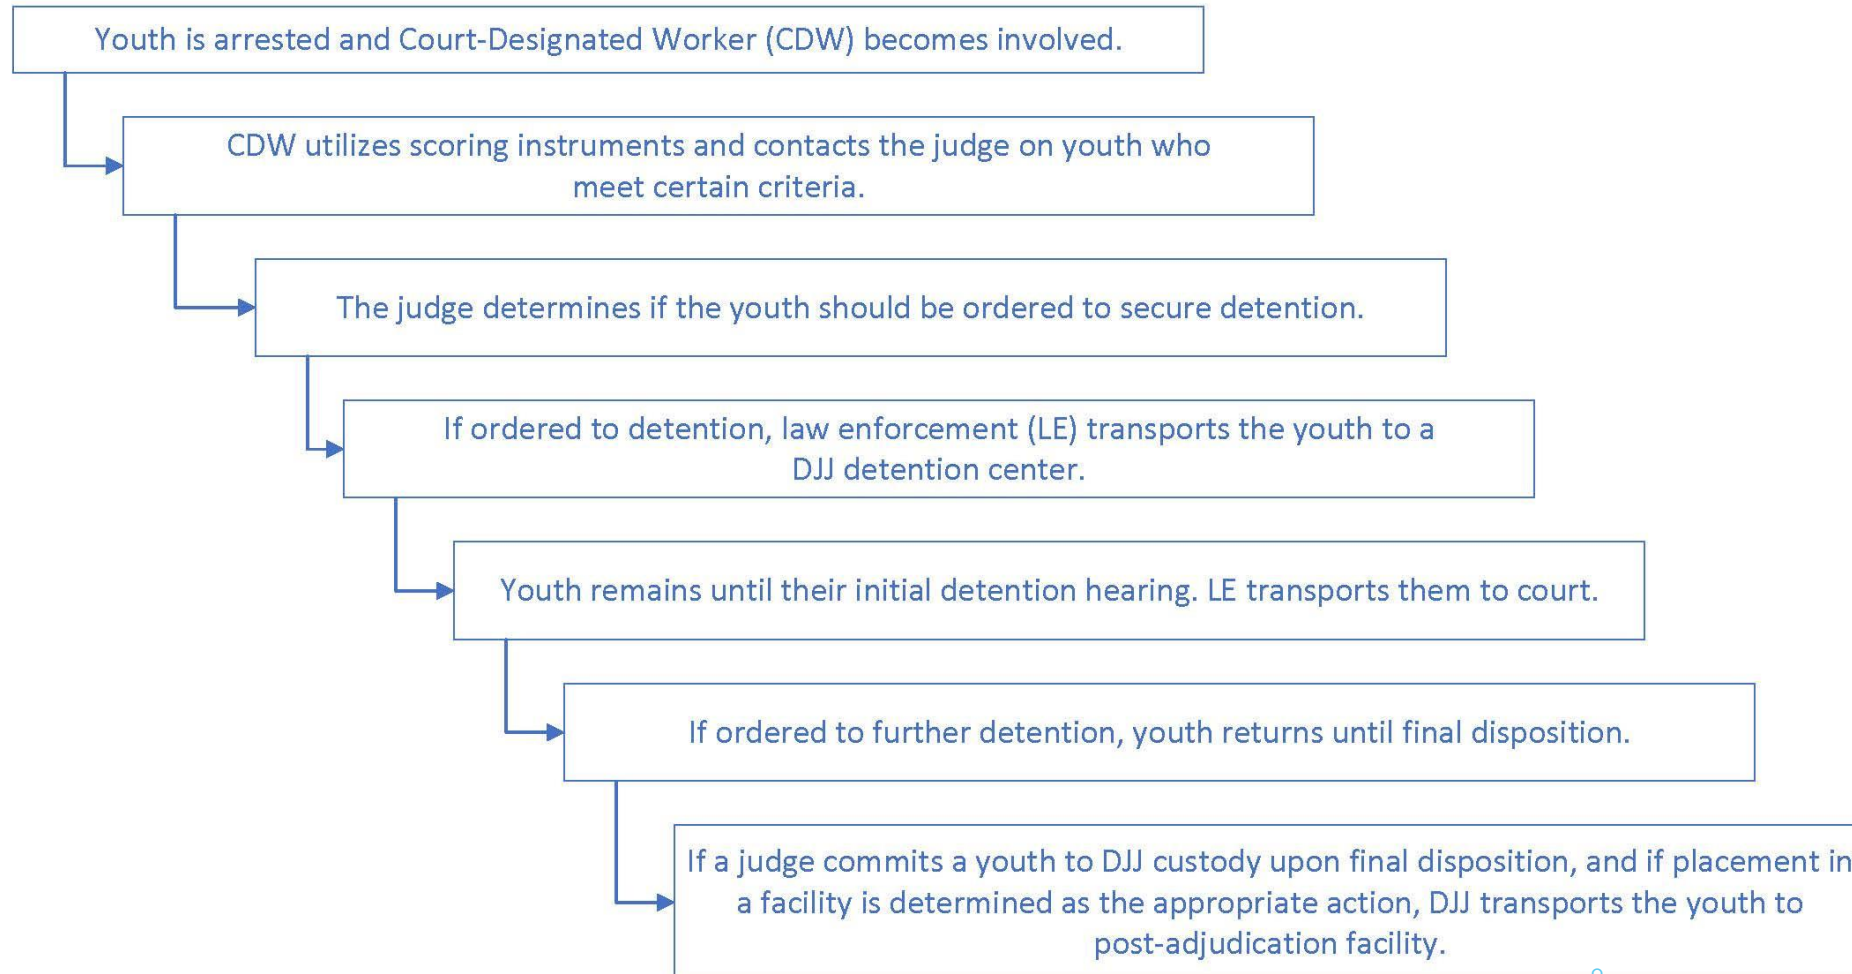 Youth is arrested and Court-Designated Worker (CDW) becomes involved.
CDW utilizes scoring instruments and contacts the judge on youth who
meet certain criteria.
The judge determines if the youth should be ordered to secure detention.
If ordered to detention, law enforcement (LE) transports the youth to a
DJJ detention center.
Youth remains until their initial detention hearing. LE transports them to court.
If ordered to further detention, youth returns until final disposition.
If a judge commits a youth to DJJ custody upon final disposition, and if placement in
a facility is determined as the appropriate action, DJJ transports the youth to
post-adjudication facility.